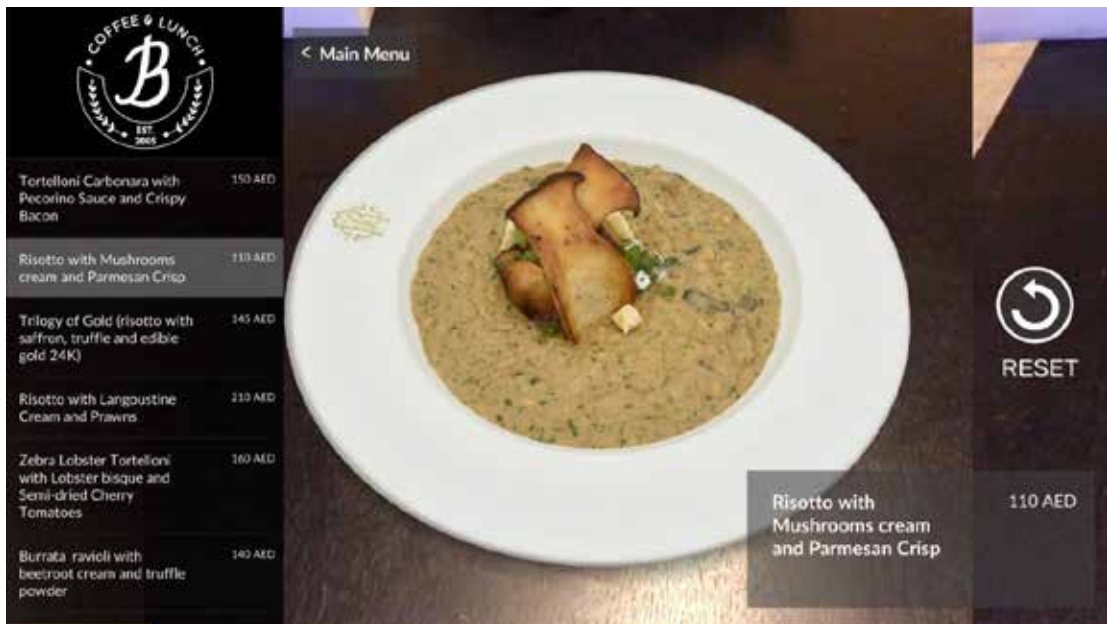 COFFEE & LUNCH
B
EST.
2005
< Main Menu
Tortelloni Carbonara with 150 AED
Pecorino Sauce and Crispy
Bacon
Risotto with Mushrooms 110 AED
cream and Parmesan Crisp
Trilogy of Gold (risotto with 145 AED
saffron, truffle and edible
gold 24K)
Risotto with Langoustine 210 AED
Cream and Prawns
Zebra Lobster Tortelloni 160 AED
with Lobster bisque and
Semi-dried Cherry
Tomatoes
Burrata ravioli with 140 AED
beetroot cream and truffle
powder
RESET
Risotto with 110 AED
Mushrooms cream
and Parmesan Crisp